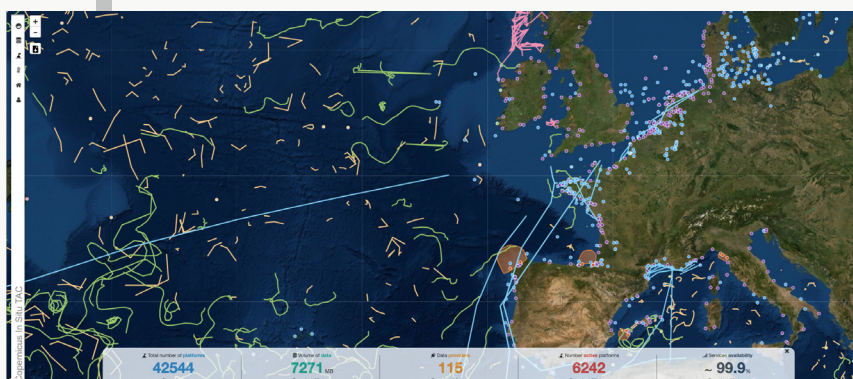 +
−
Copernicus In Situ TAC
Total number of platforms
42544
Volume of data
7271 MB
Data providers
115
Number active platforms
6242
Services availability
~ 99.9%
×